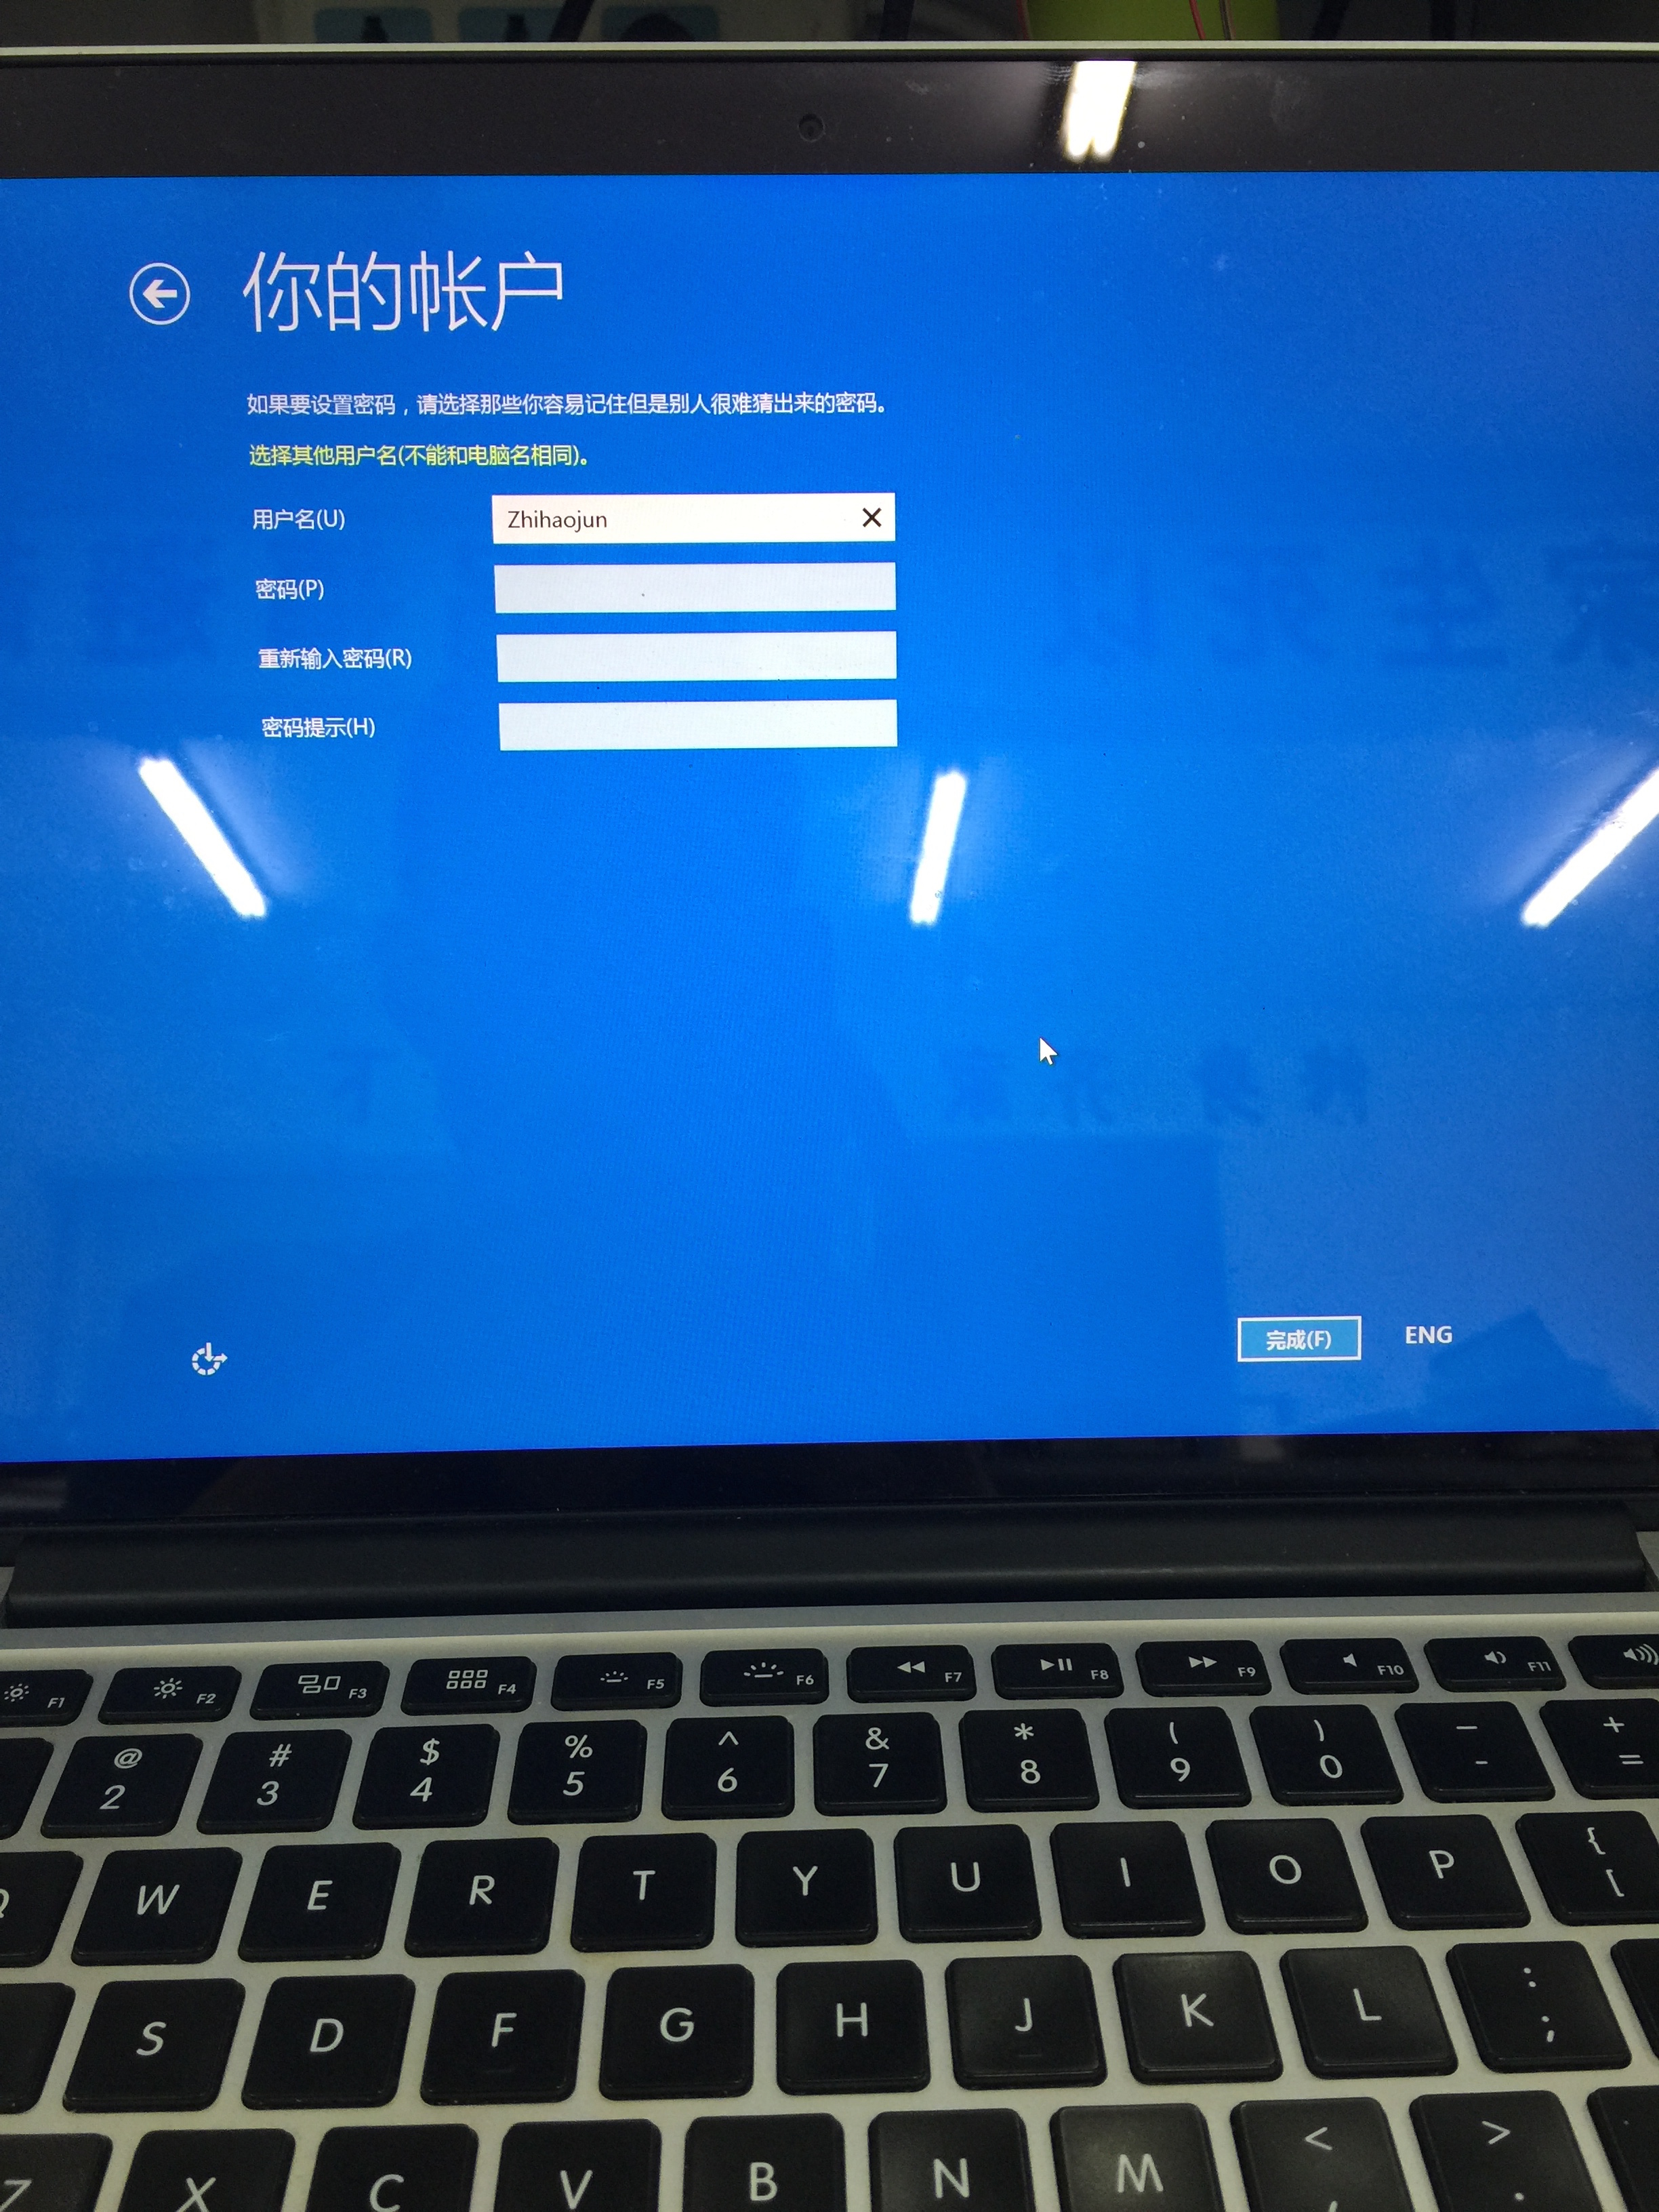 你的帐户
如果要设置密码，请选择那些你容易记住但是别人很难猜出来的密码。
选择其他用户名(不能和电脑名相同)。
用户名(U) Zhihaojun
密码(P)
重新输入密码(R)
密码提示(H)
完成(F) ENG
F1 F2 F3 F4 F5 F6 F7 F8 F9 F10 F11
@ # $ % ^ & * ( ) — +
2 3 4 5 6 7 8 9 0 - =
W E R T Y U I O P { [
S D F G H J K L : ;
Z X C V B N M < >